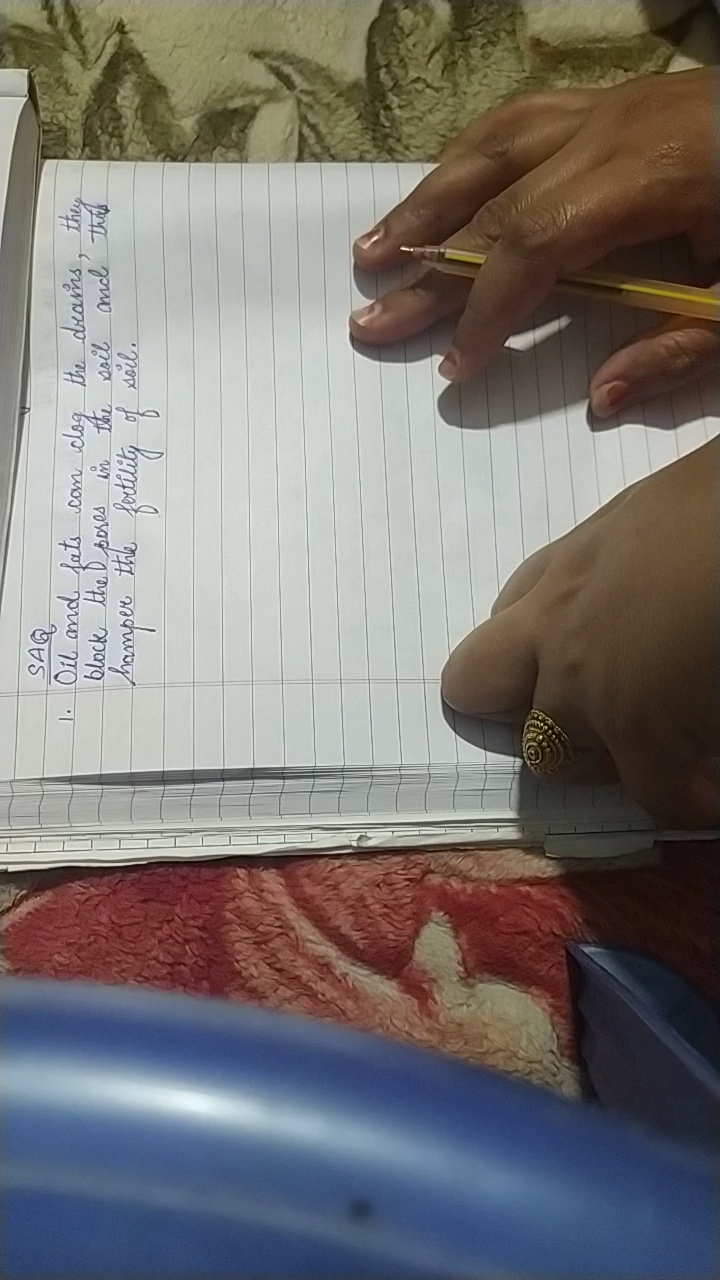 SAQ
1. Oil and fats can clog the drains, they
block the pores in the soil and this
hamper the fertility of soil.